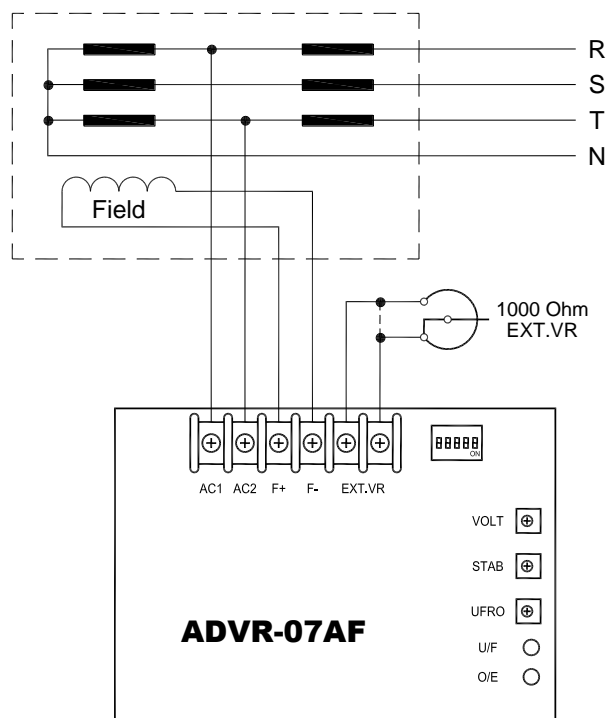 R
S
T
N
Field
1000 Ohm
EXT.VR
ON
AC1 AC2 F+ F- EXT.VR
VOLT
STAB
UFRO
ADVR-07AF
U/F
O/E